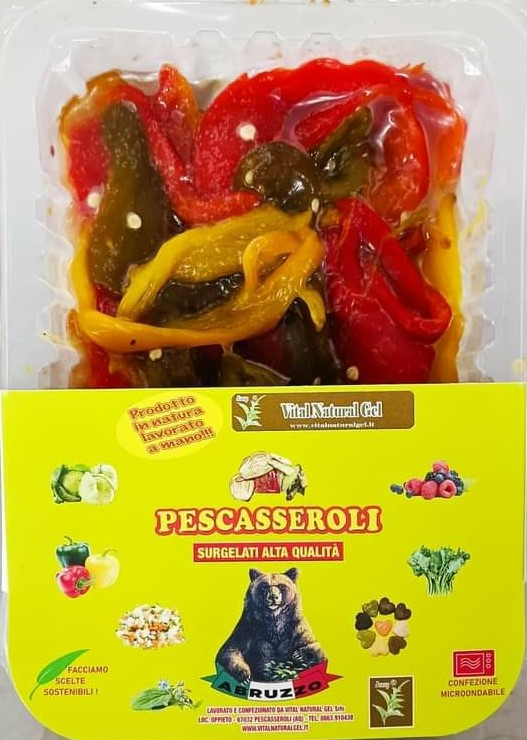 Prodotto
in natura
lavorato
a mano!!!
Vital Natural Gel
www.vitalnaturalgel.it
PESCASSEROLI
SURGELATI ALTA QUALITÀ
FACCIAMO
SCELTE
SOSTENIBILI !
ABRUZZO
CONFEZIONE
MICROONDABILE
LAVORATO E CONFEZIONATO DA VITAL NATURAL GEL Srls
LOC. OPPIETO - 67032 PESCASSEROLI (AQ) - TEL. 0863.910438
WWW.VITALNATURALGEL.IT